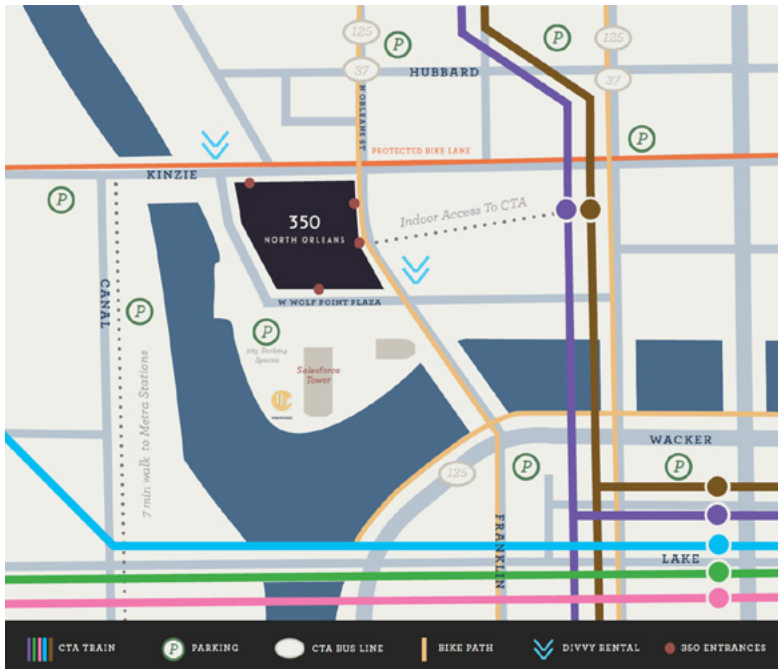 125
P
P
125
37
HUBBARD
37
N ORLEANS ST
P
PROTECTED BIKE LANE
KINZIE
P
350
NORTH ORLEANS
Indoor Access To CTA
CANAL
W WOLF POINT PLAZA
P
P
Spaces
Salesforce
Tower
7 min walk to Metra Stations
WACKER
125
P
P
FRANKLIN
LAKE
CTA TRAIN
P PARKING
CTA BUS LINE
BIKE PATH
DIVVY RENTAL
350 ENTRANCES